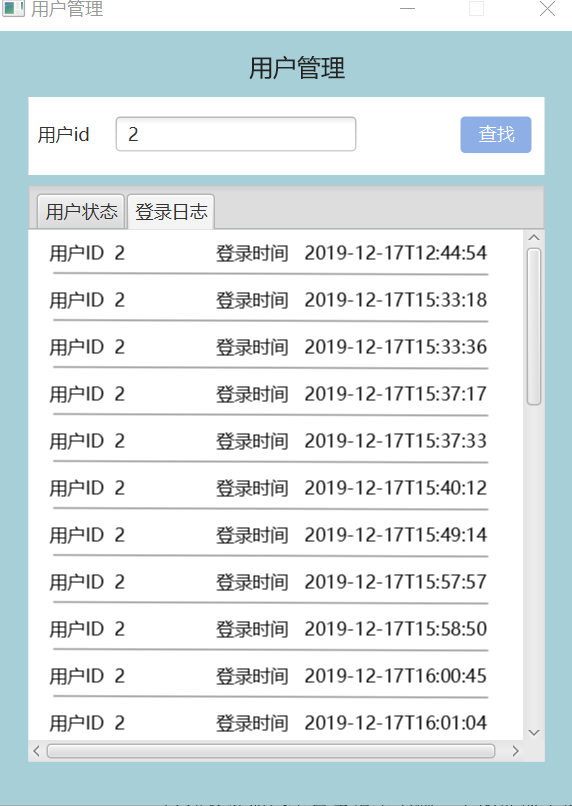 用户管理
用户管理
用户id 2 查找
用户状态 登录日志
用户ID 2 登录时间 2019-12-17T12:44:54
用户ID 2 登录时间 2019-12-17T15:33:18
用户ID 2 登录时间 2019-12-17T15:33:36
用户ID 2 登录时间 2019-12-17T15:37:17
用户ID 2 登录时间 2019-12-17T15:37:33
用户ID 2 登录时间 2019-12-17T15:40:12
用户ID 2 登录时间 2019-12-17T15:49:14
用户ID 2 登录时间 2019-12-17T15:57:57
用户ID 2 登录时间 2019-12-17T15:58:50
用户ID 2 登录时间 2019-12-17T16:00:45
用户ID 2 登录时间 2019-12-17T16:01:04